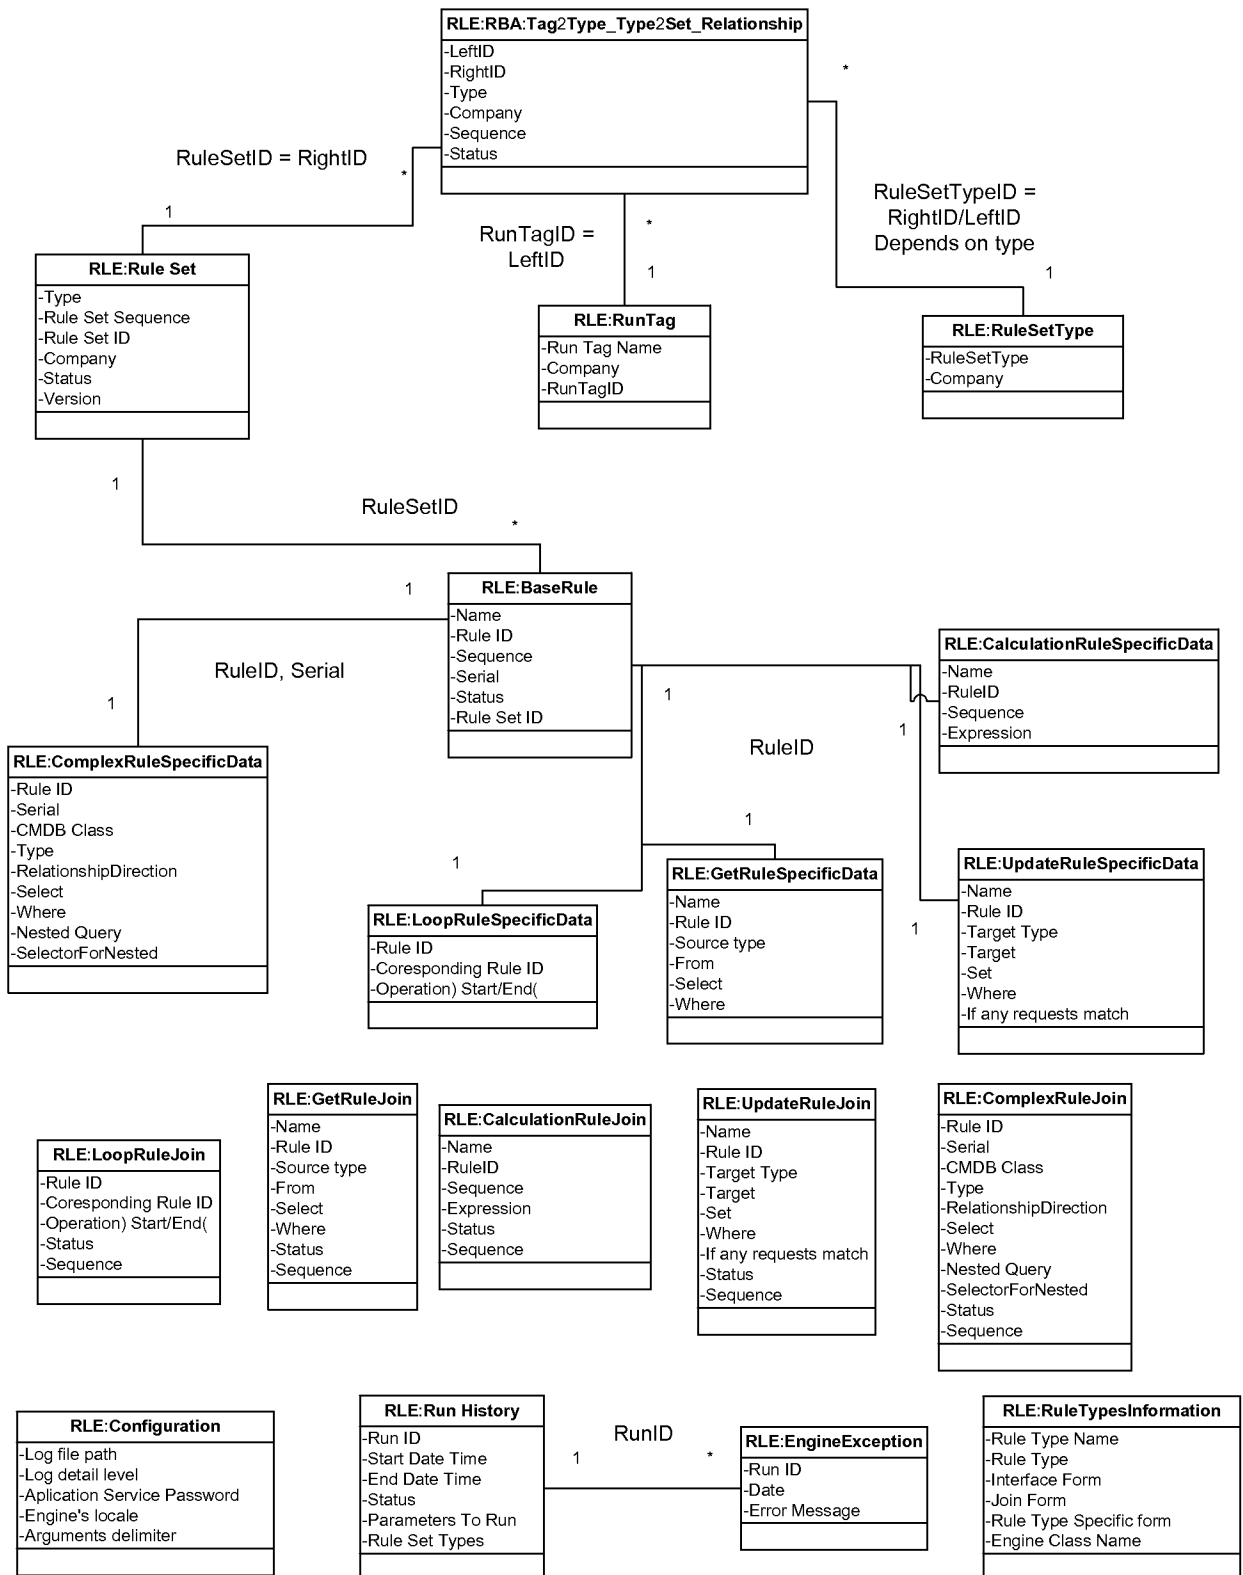 RLE:RBA:Tag2Type_Type2Set_Relationship
-LeftID
-RightID
-Type
-Company
-Sequence
-Status
*
RuleSetID = RightID
*
1
RunTagID =
LeftID
*
1
RuleSetTypeID =
RightID/LeftID
Depends on type
1
RLE:Rule Set
-Type
-Rule Set Sequence
-Rule Set ID
-Company
-Status
-Version
RLE:RunTag
-Run Tag Name
-Company
-RunTagID
RLE:RuleSetType
-RuleSetType
-Company
1
RuleSetID
*
1
RLE:BaseRule
-Name
-Rule ID
-Sequence
-Serial
-Status
-Rule Set ID
RuleID, Serial
1
1
RuleID
1
RLE:CalculationRuleSpecificData
-Name
-RuleID
-Sequence
-Expression
RLE:ComplexRuleSpecificData
-Rule ID
-Serial
-CMDB Class
-Type
-RelationshipDirection
-Select
-Where
-Nested Query
-SelectorForNested
1
RLE:LoopRuleSpecificData
-Rule ID
-Coresponding Rule ID
-Operation) Start/End(
1
RLE:GetRuleSpecificData
-Name
-Rule ID
-Source type
-From
-Select
-Where
1
RLE:UpdateRuleSpecificData
-Name
-Rule ID
-Target Type
-Target
-Set
-Where
-If any requests match
RLE:LoopRuleJoin
-Rule ID
-Coresponding Rule ID
-Operation) Start/End(
-Status
-Sequence
RLE:GetRuleJoin
-Name
-Rule ID
-Source type
-From
-Select
-Where
-Status
-Sequence
RLE:CalculationRuleJoin
-Name
-RuleID
-Sequence
-Expression
-Status
-Sequence
RLE:UpdateRuleJoin
-Name
-Rule ID
-Target Type
-Target
-Set
-Where
-If any requests match
-Status
-Sequence
RLE:ComplexRuleJoin
-Rule ID
-Serial
-CMDB Class
-Type
-RelationshipDirection
-Select
-Where
-Nested Query
-SelectorForNested
-Status
-Sequence
RLE:Configuration
-Log file path
-Log detail level
-Aplication Service Password
-Engine's locale
-Arguments delimiter
RLE:Run History
-Run ID
-Start Date Time
-End Date Time
-Status
-Parameters To Run
-Rule Set Types
RunID
1
*
RLE:EngineException
-Run ID
-Date
-Error Message
RLE:RuleTypesInformation
-Rule Type Name
-Rule Type
-Interface Form
-Join Form
-Rule Type Specific form
-Engine Class Name